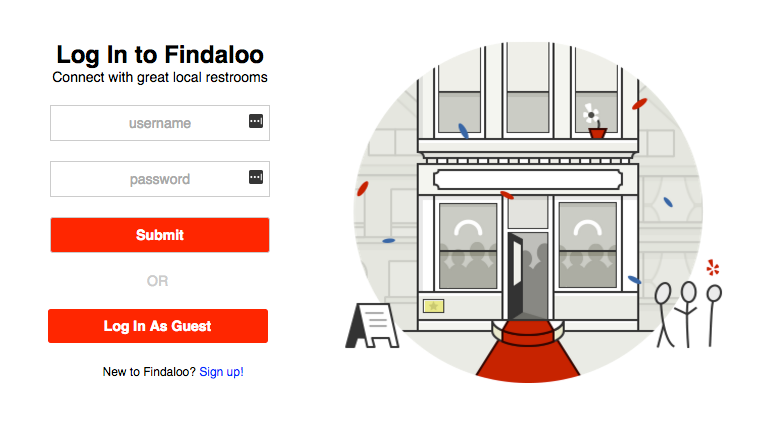 Log In to Findaloo
Connect with great local restrooms
username
password
Submit
OR
Log In As Guest
New to Findaloo? Sign up!